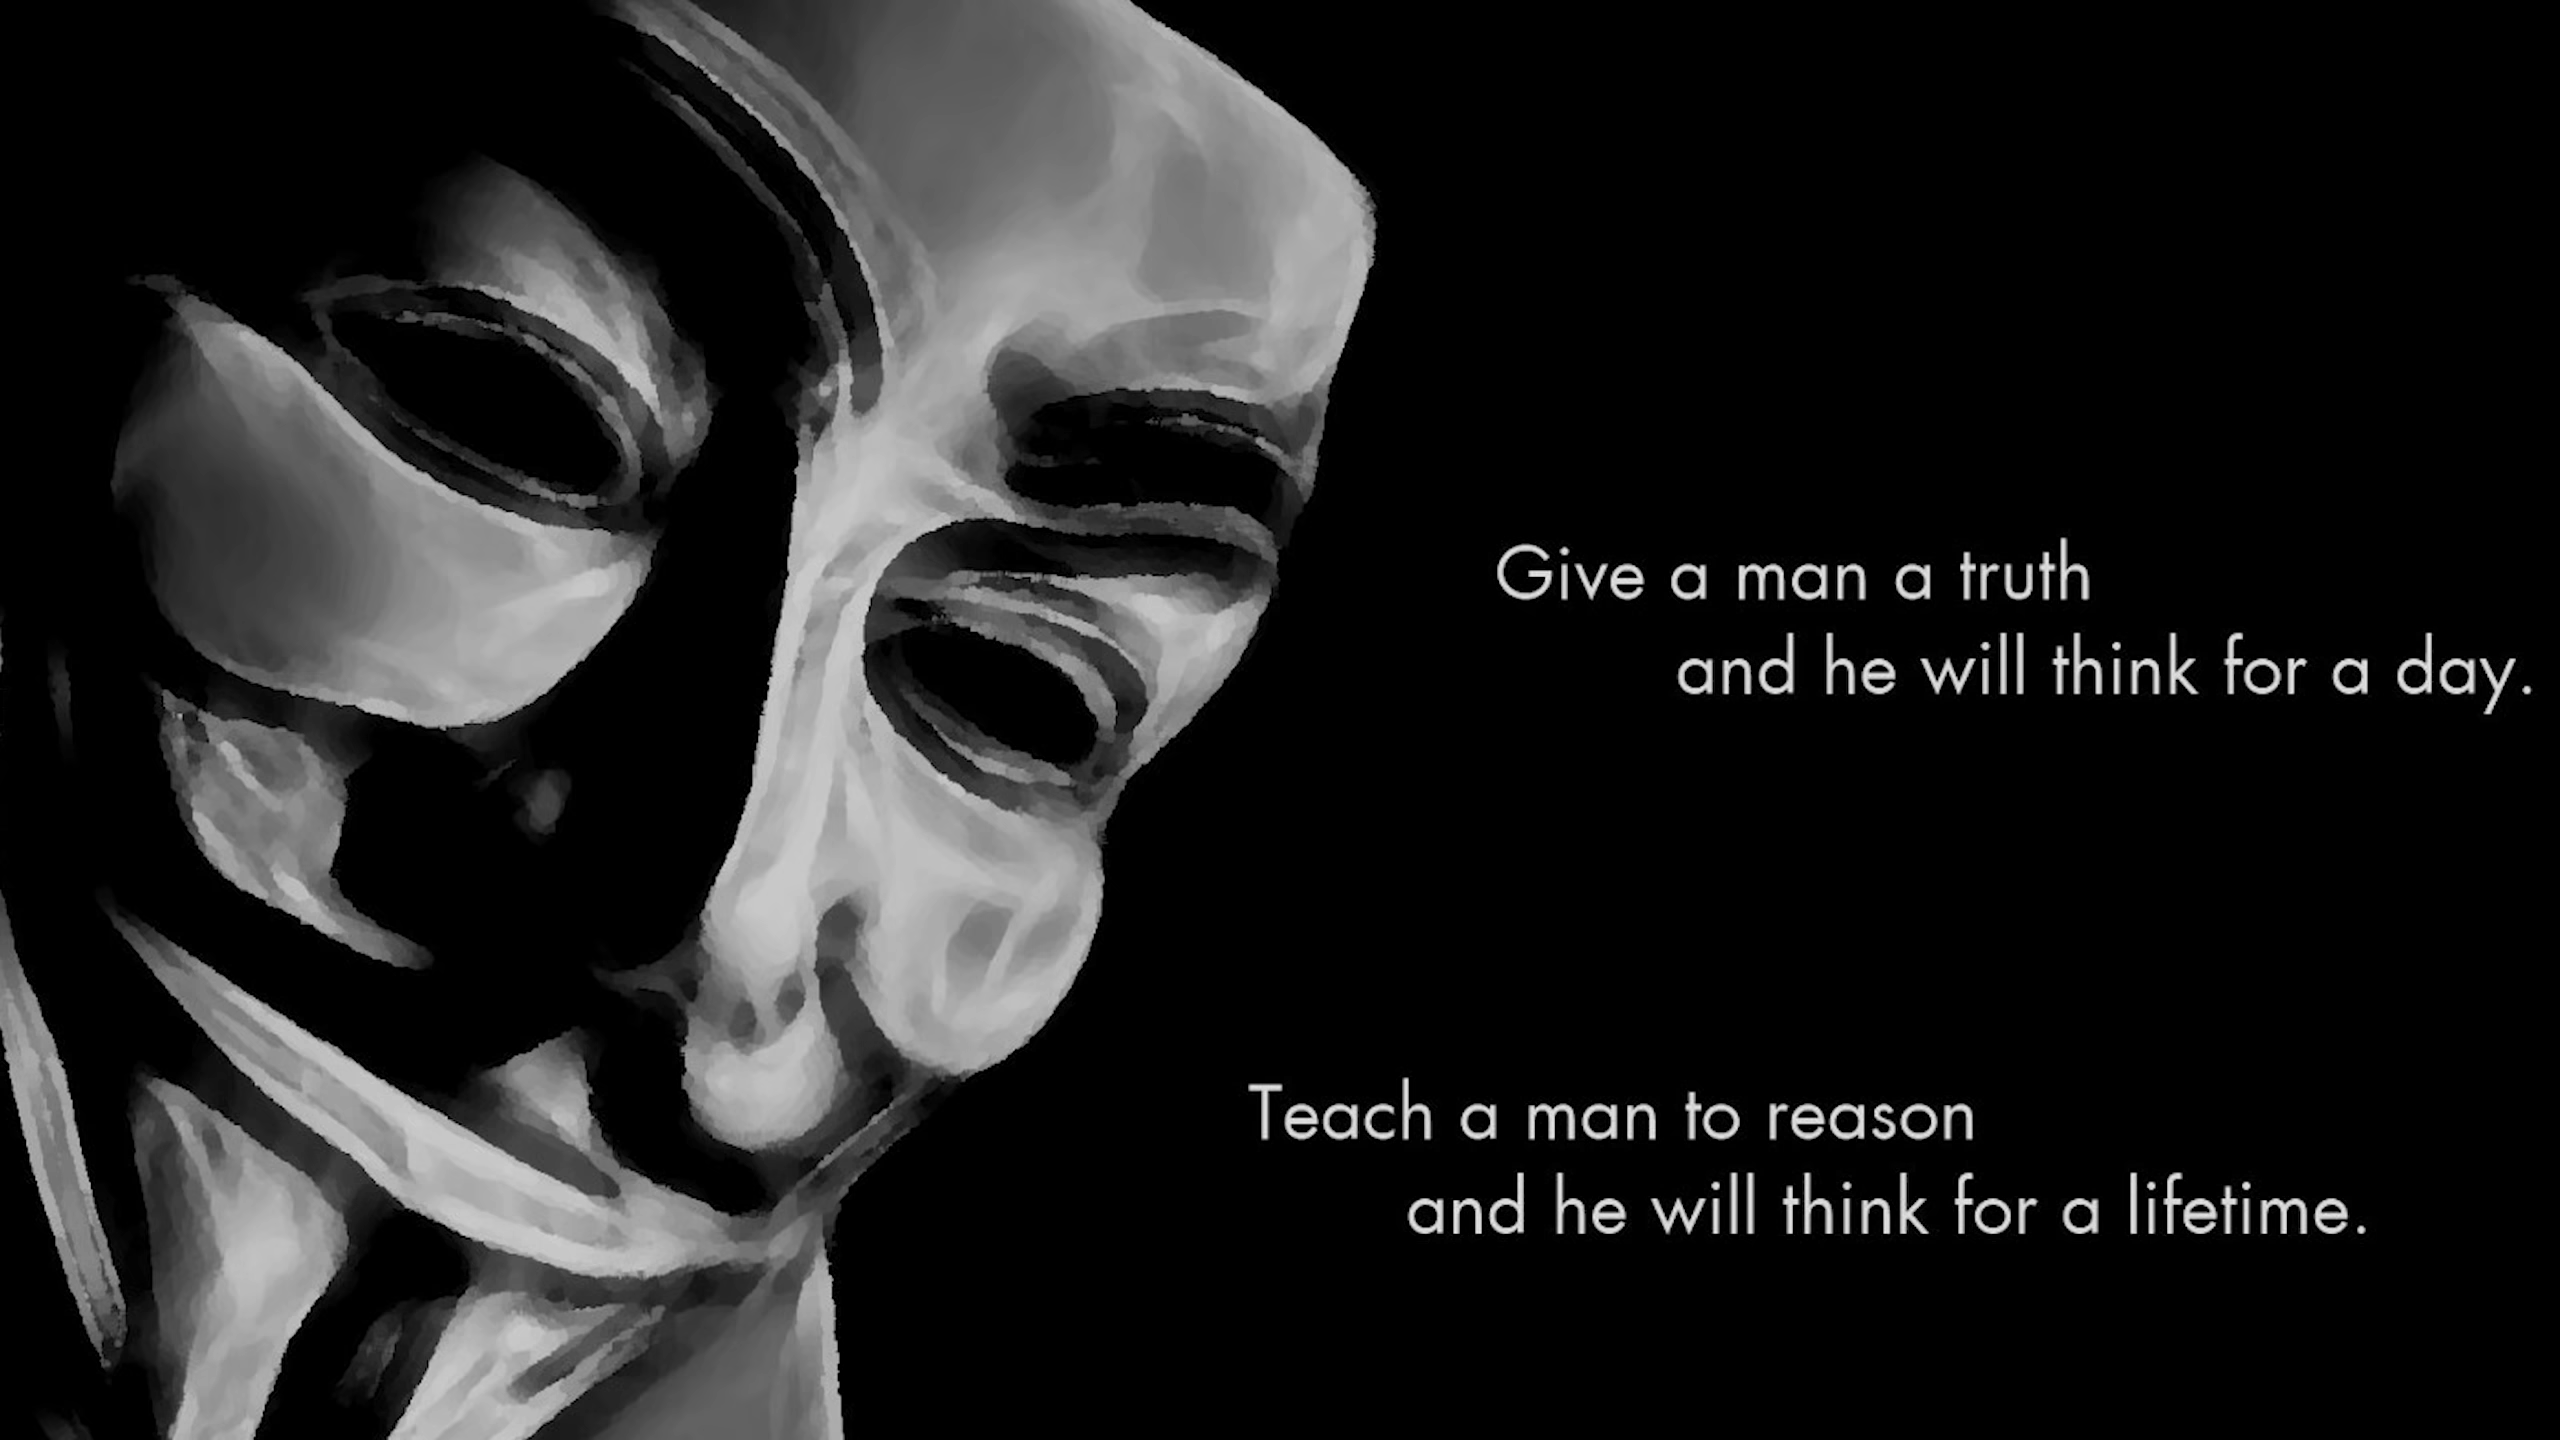 Give a man a truth
and he will think for a day.
Teach a man to reason
and he will think for a lifetime.